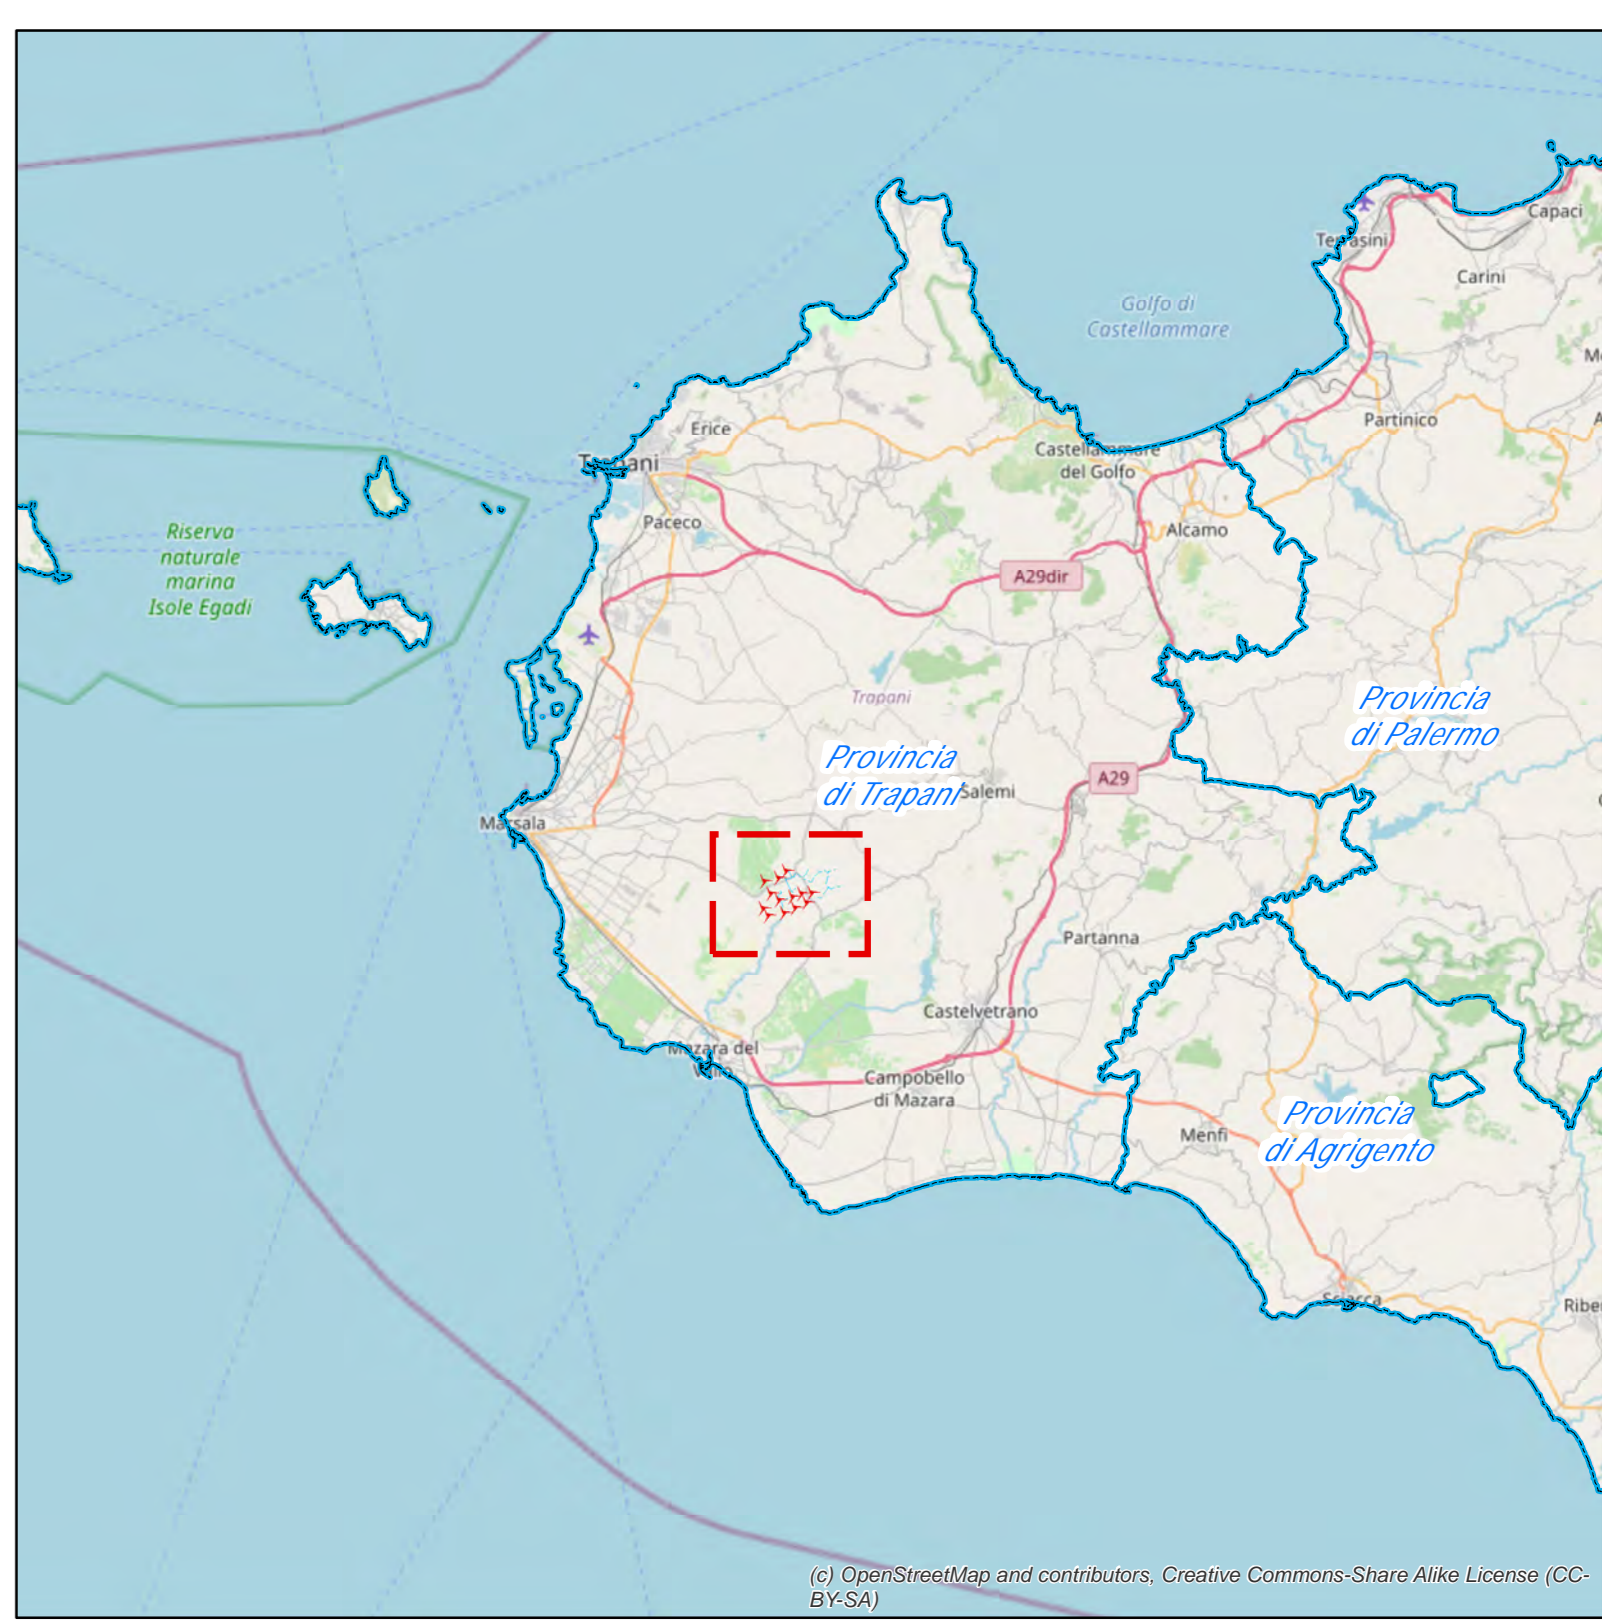 Capaci
Terrasini
Carini
Golfo di
Castellammare
Partinico
Erice
Trapani
Castellammare
del Golfo
Paceco
Alcamo
Riserva
naturale
marina
Isole Egadi
A29dir
Trapani
Provincia
di Palermo
Provincia
di Trapani
Salemi
A29
Marsala
Partanna
Castelvetrano
Mazara del
Vallo
Campobello
di Mazara
Menfi
Provincia
di Agrigento
Sciacca
Ribe
(c) OpenStreetMap and contributors, Creative Commons-Share Alike License (CC-
BY-SA)